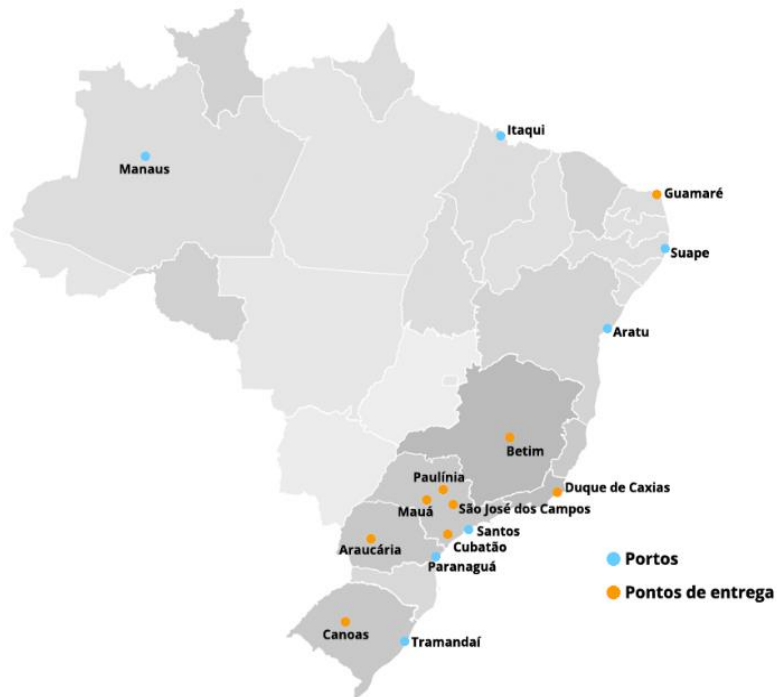 Itaqui
Manaus
Guamaré
Suape
Aratu
Betim
Paulínia
Duque de Caxias
Mauá
São José dos Campos
Santos
Araucária
Cubatão
Paranaguá
Portos
Pontos de entrega
Canoas
Tramandaí